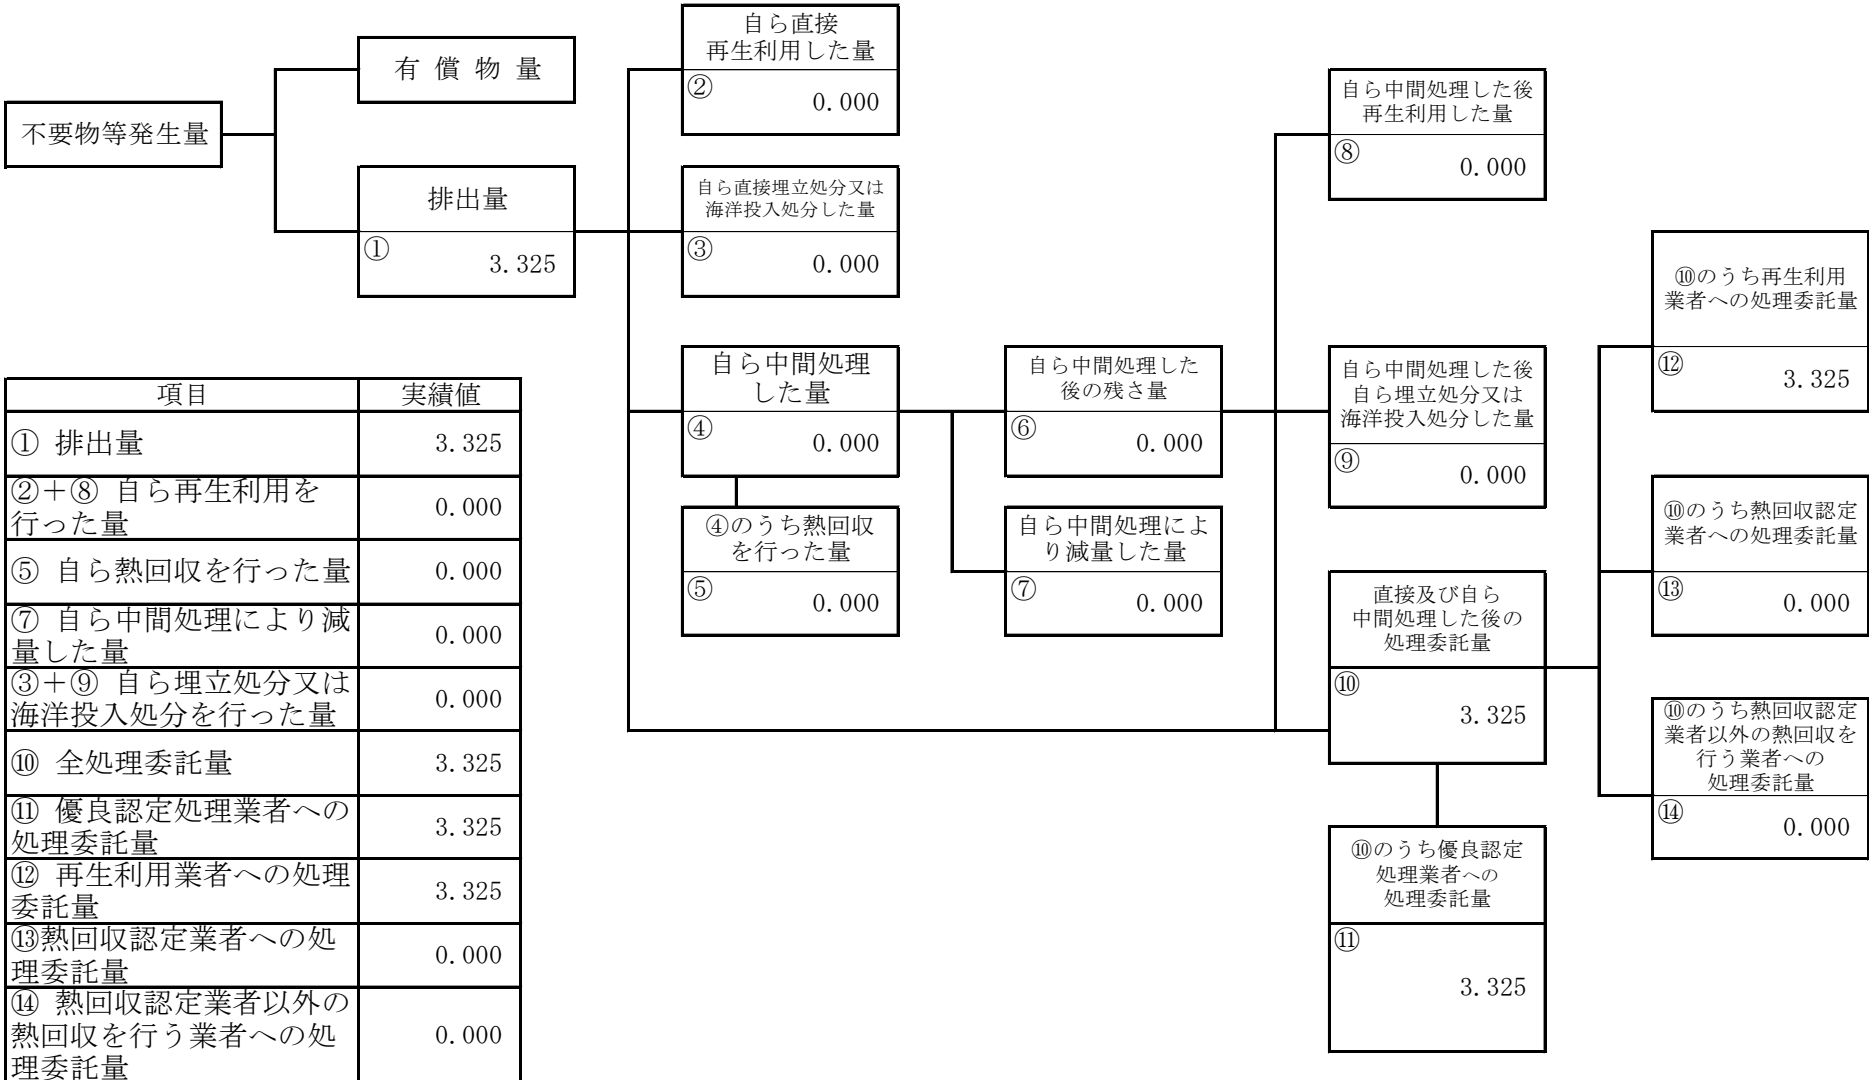 不要物等発生量
有 償 物 量
排出量
①
3.325
自ら直接
再生利用した量
②
0.000
自ら直接埋立処分又は
海洋投入処分した量
③
0.000
自ら中間処理
した量
④
0.000
④のうち熱回収
を行った量
⑤
0.000
自ら中間処理した
後の残さ量
⑥
0.000
自ら中間処理によ
り減量した量
⑦
0.000
自ら中間処理した後
再生利用した量
⑧
0.000
自ら中間処理した後
自ら埋立処分又は
海洋投入処分した量
⑨
0.000
直接及び自ら
中間処理した後の
処理委託量
⑩
3.325
⑩のうち優良認定
処理業者への
処理委託量
⑪
3.325
⑩のうち再生利用
業者への処理委託量
⑫
3.325
⑩のうち熱回収認定
業者への処理委託量
⑬
0.000
⑩のうち熱回収認定
業者以外の熱回収を
行う業者への
処理委託量
⑭
0.000
項目 実績値
① 排出量 3.325
②＋⑧ 自ら再生利用を
行った量 0.000
⑤ 自ら熱回収を行った量 0.000
⑦ 自ら中間処理により減
量した量 0.000
③＋⑨ 自ら埋立処分又は
海洋投入処分を行った量 0.000
⑩ 全処理委託量 3.325
⑪ 優良認定処理業者への
処理委託量 3.325
⑫ 再生利用業者への処理
委託量 3.325
⑬熱回収認定業者への処
理委託量 0.000
⑭ 熱回収認定業者以外の
熱回収を行う業者への処
理委託量 0.000